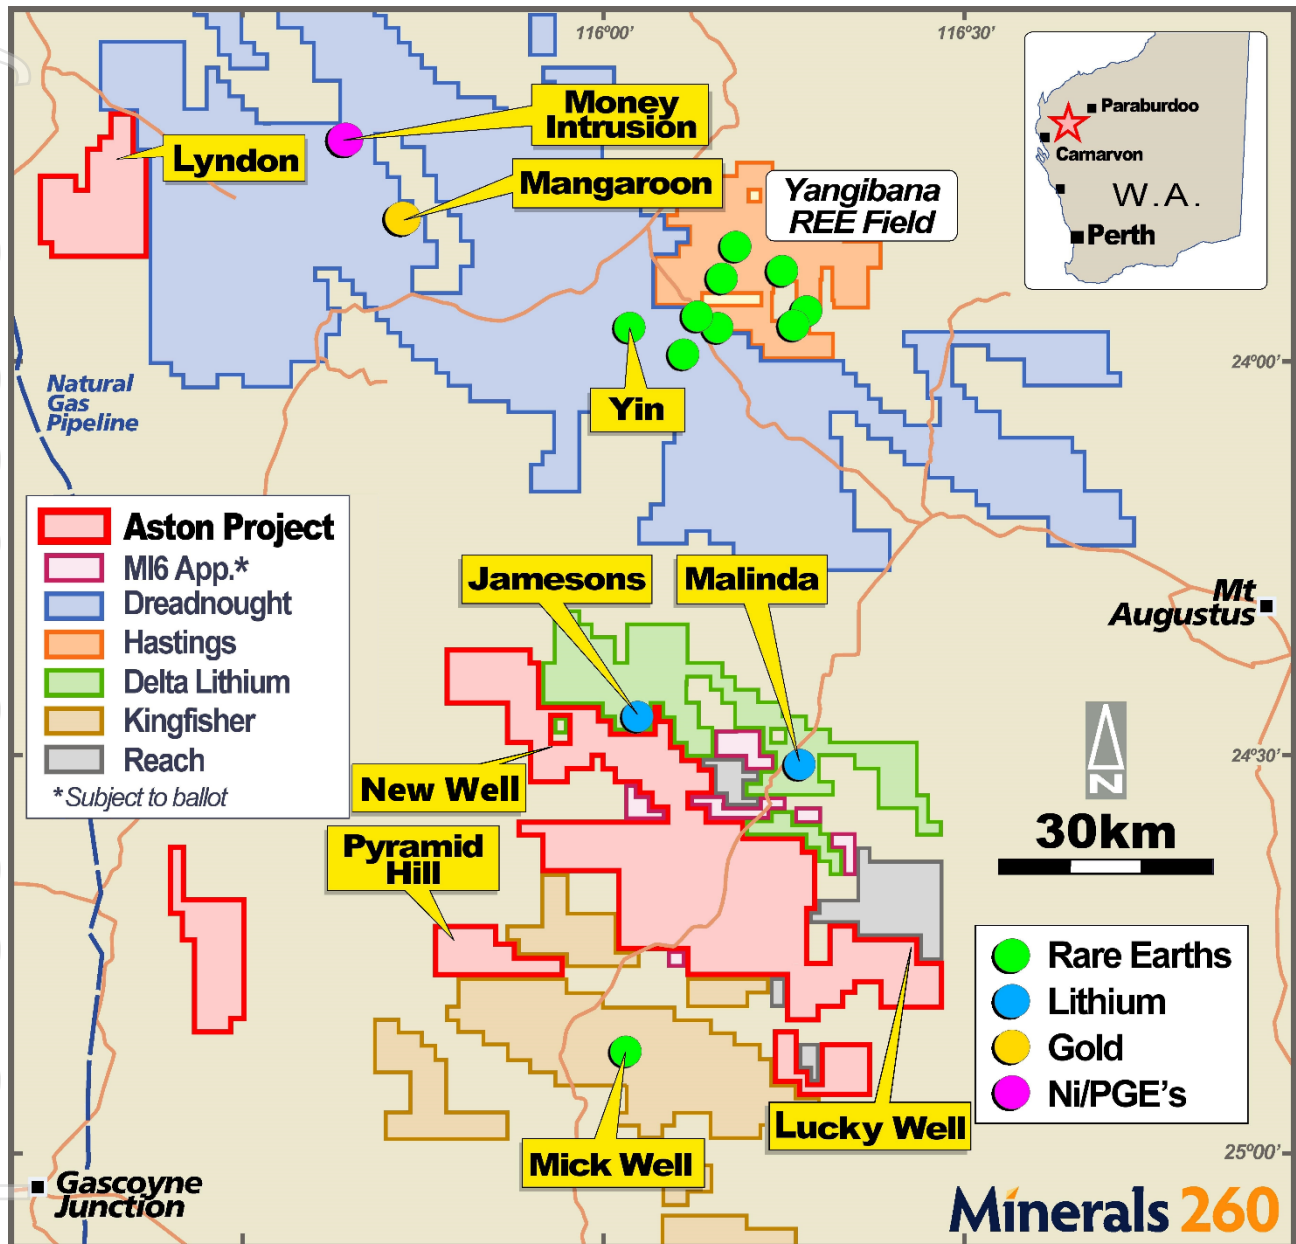 116°00'
116°30'
Money
Intrusion
Lyndon
Mangaroon
Yangibana
REE Field
Paraburdoo
Carnarvon
W.A.
Perth
24°00'
Natural
Gas
Pipeline
Yin
Aston Project
MI6 App.*
Dreadnought
Hastings
Delta Lithium
Kingfisher
Reach
*Subject to ballot
Jamesons
Malinda
Mt
Augustus
24°30'
New Well
N
30km
Pyramid
Hill
Rare Earths
Lithium
Gold
Ni/PGE's
Lucky Well
Mick Well
25°00'
Gascoyne
Junction
Minerals 260